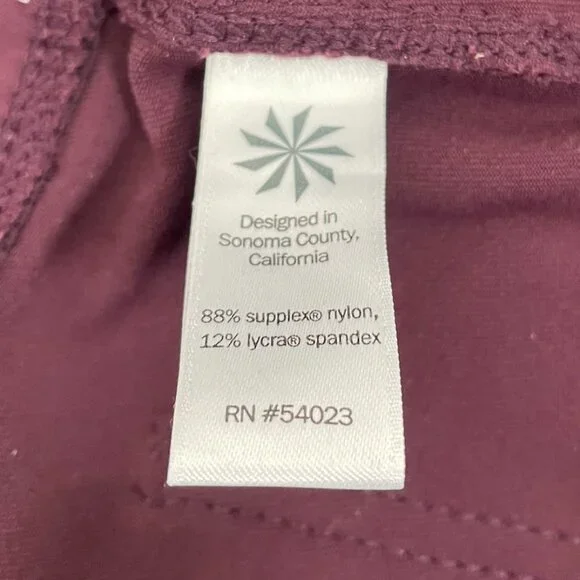 Designed in
Sonoma County,
California
88% supplex® nylon,
12% lycra® spandex
RN #54023